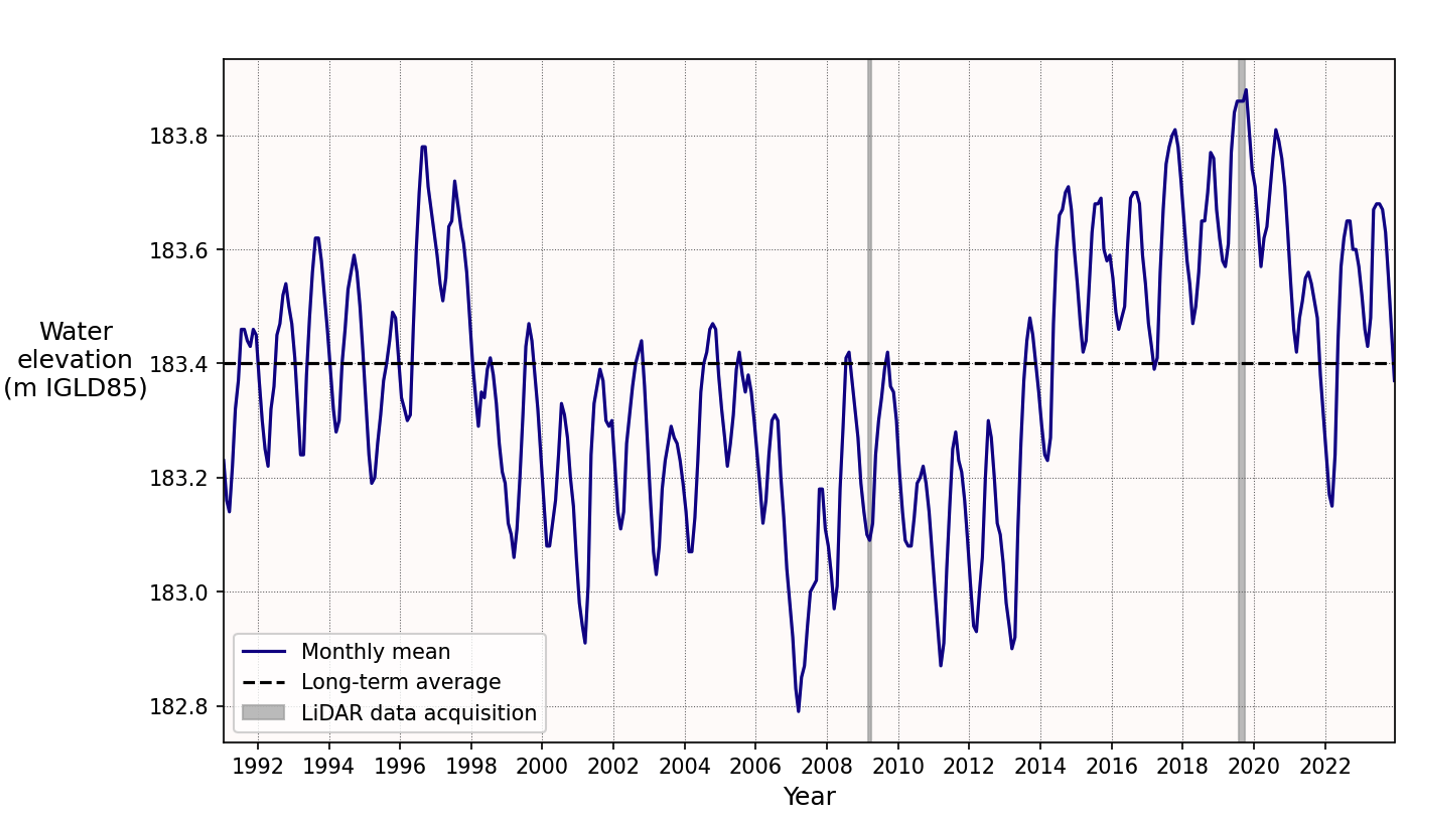 183.8
183.6
183.4
183.2
183.0
182.8
Water
elevation
(m IGLD85)
Monthly mean
Long-term average
LiDAR data acquisition
1992 1994 1996 1998 2000 2002 2004 2006 2008 2010 2012 2014 2016 2018 2020 2022
Year